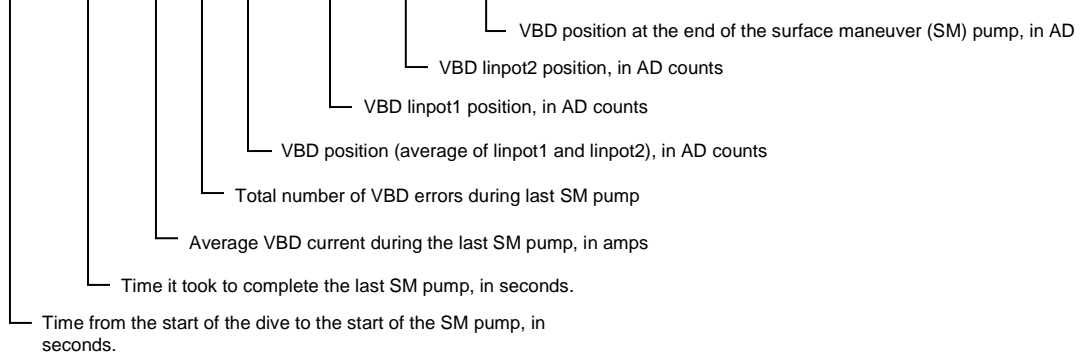 VBD position at the end of the surface maneuver (SM) pump, in AD
VBD linpot2 position, in AD counts
VBD linpot1 position, in AD counts
VBD position (average of linpot1 and linpot2), in AD counts
Total number of VBD errors during last SM pump
Average VBD current during the last SM pump, in amps
Time it took to complete the last SM pump, in seconds.
Time from the start of the dive to the start of the SM pump, in
seconds.